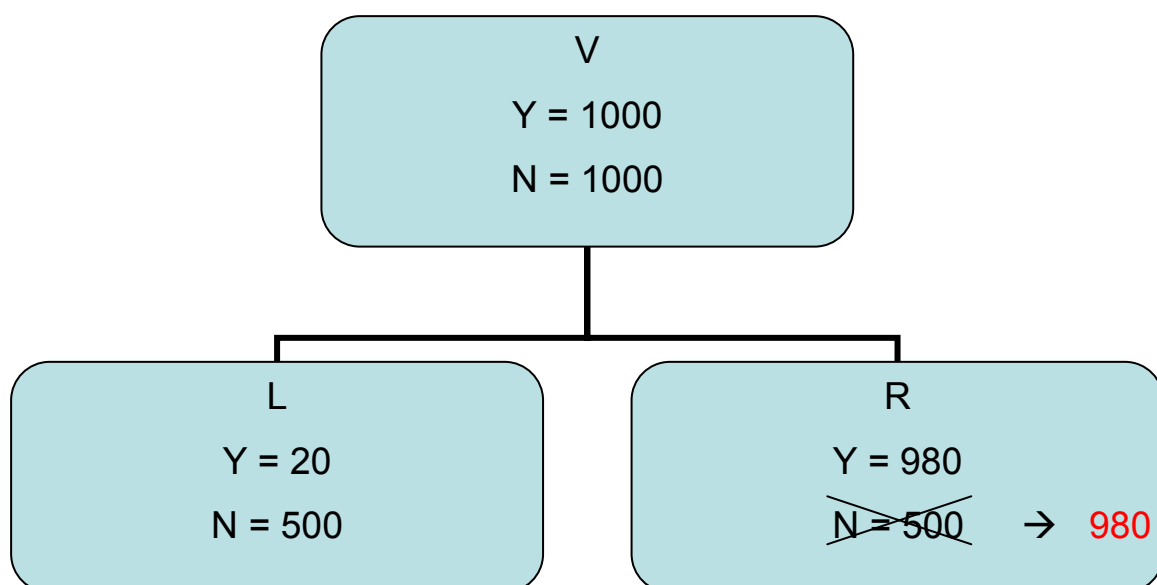 V
Y = 1000
N = 1000
L
Y = 20
N = 500
R
Y = 980
N = 500 → 980